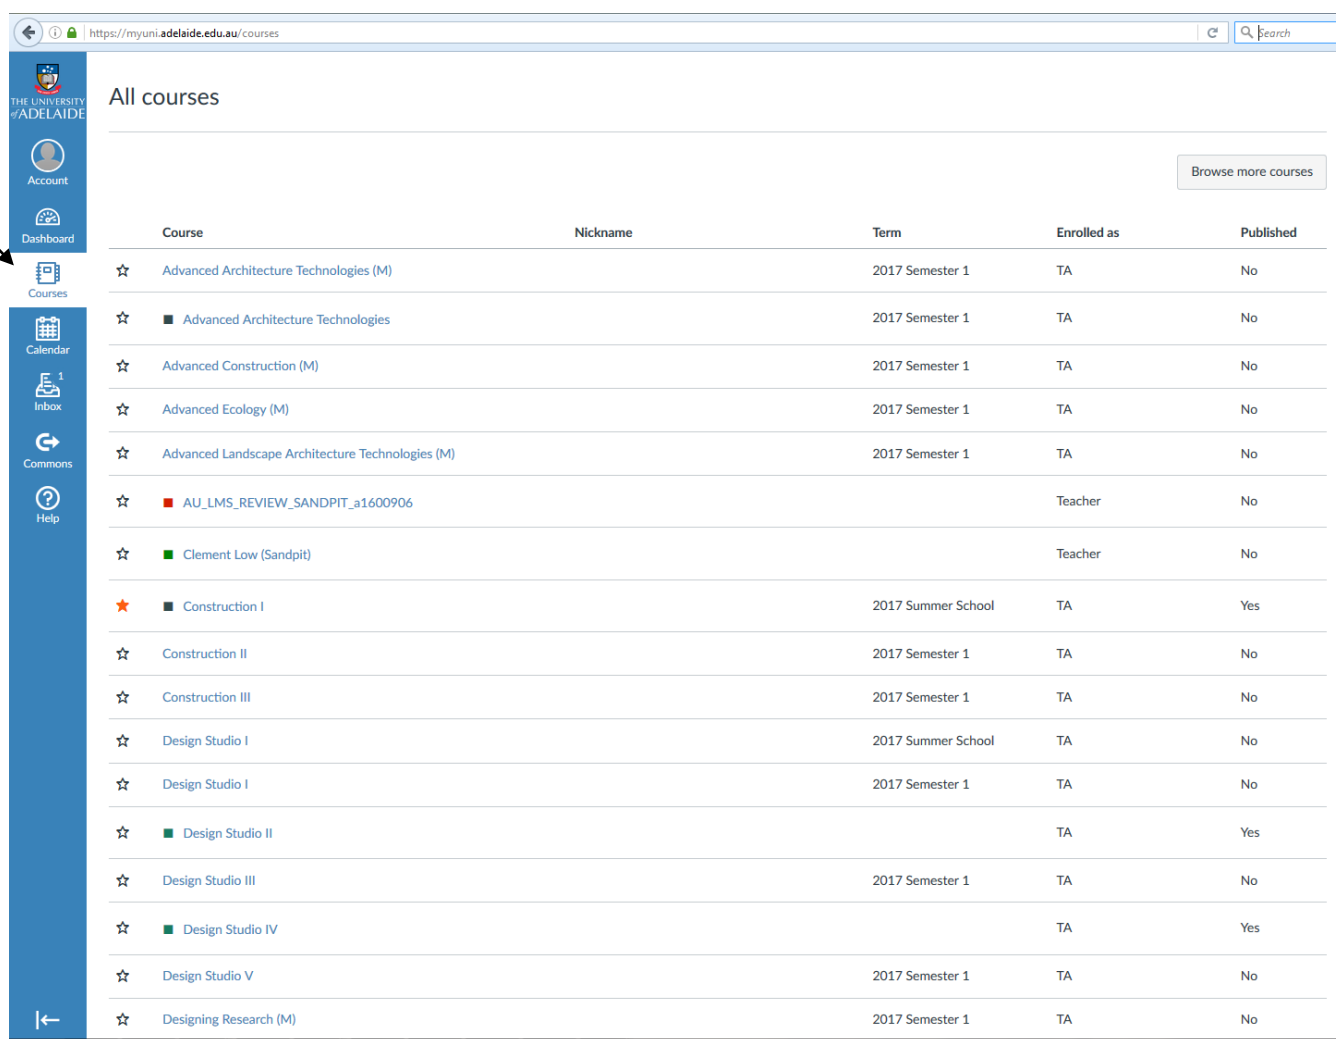 https://myuni.adelaide.edu.au/courses
Search
THE UNIVERSITY
of ADELAIDE
Account
Dashboard
Courses
Calendar
1
Inbox
Commons
Help
All courses
Browse more courses
Course Nickname Term Enrolled as Published
Advanced Architecture Technologies (M) 2017 Semester 1 TA No
Advanced Architecture Technologies 2017 Semester 1 TA No
Advanced Construction (M) 2017 Semester 1 TA No
Advanced Ecology (M) 2017 Semester 1 TA No
Advanced Landscape Architecture Technologies (M) 2017 Semester 1 TA No
AU_LMS_REVIEW_SANDPIT_a1600906 Teacher No
Clement Low (Sandpit) Teacher No
Construction I 2017 Summer School TA Yes
Construction II 2017 Semester 1 TA No
Construction III 2017 Semester 1 TA No
Design Studio I 2017 Summer School TA No
Design Studio I 2017 Semester 1 TA No
Design Studio II TA Yes
Design Studio III 2017 Semester 1 TA No
Design Studio IV TA Yes
Design Studio V 2017 Semester 1 TA No
Designing Research (M) 2017 Semester 1 TA No